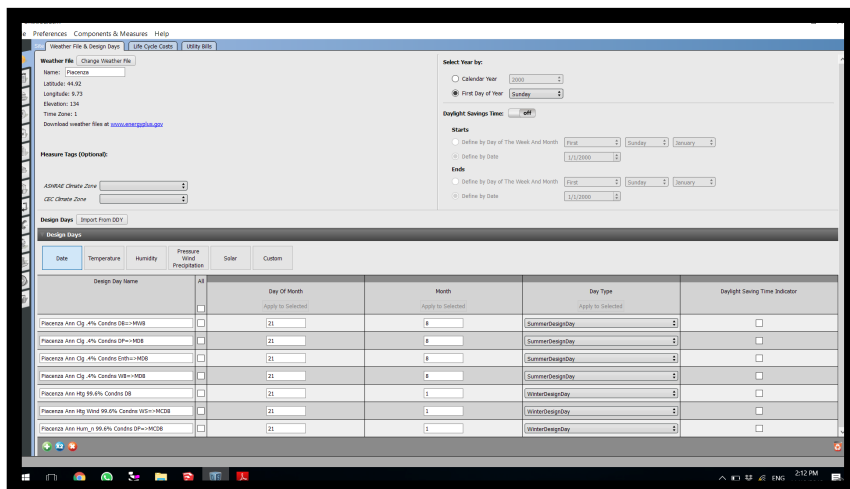 e Preferences Components & Measures Help
Weather File & Design Days Life Cycle Costs Utility Bills
Weather File Change Weather File
Name: Piacenza
Latitude: 44.92
Longitude: 9.73
Elevation: 134
Time Zone: 1
Download weather files at www.energyplus.gov
Measure Tags (Optional):
ASHRAE Climate Zone
CEC Climate Zone
Select Year by:
Calendar Year 2000
First Day of Year Sunday
Daylight Savings Time: off
Starts
Define by Day of The Week And Month First Sunday January
Define by Date 1/1/2000
Ends
Define by Day of The Week And Month First Sunday January
Define by Date 1/1/2000
Design Days Import From DDY
Design Days
Date Temperature Humidity Pressure Wind Precipitation Solar Custom
Design Day Name All Day Of Month Month Day Type Daylight Saving Time Indicator
Apply to Selected Apply to Selected Apply to Selected
Piacenza Ann Clg .4% Condns DB=>MWB 21 8 SummerDesignDay
Piacenza Ann Clg .4% Condns DP=>MDB 21 8 SummerDesignDay
Piacenza Ann Clg .4% Condns Enth=>MDB 21 8 SummerDesignDay
Piacenza Ann Clg .4% Condns WB=>MDB 21 8 SummerDesignDay
Piacenza Ann Htg 99.6% Condns DB 21 1 WinterDesignDay
Piacenza Ann Htg Wind 99.6% Condns WS=>MCDB 21 1 WinterDesignDay
Piacenza Ann Hum_n 99.6% Condns DP=>MCDB 21 1 WinterDesignDay
ENG 2:12 PM